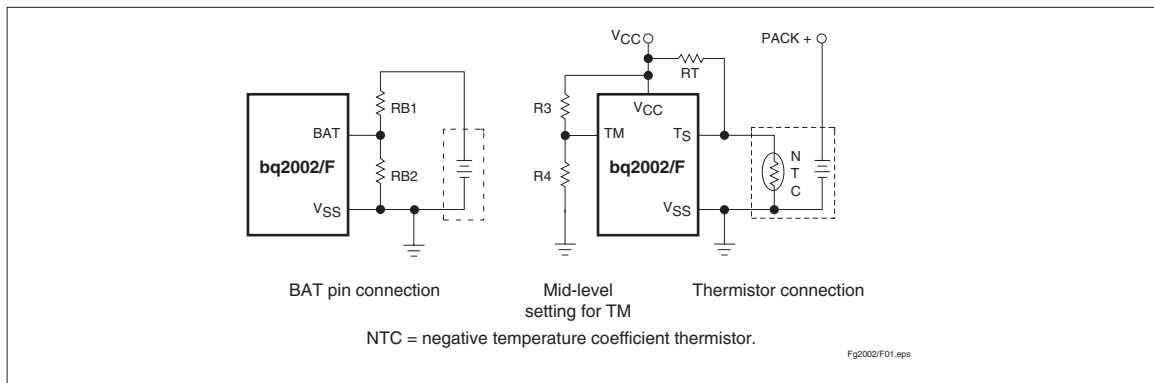 BAT
bq2002/F
VSS
RB1
RB2
BAT pin connection
VCC
RT
PACK +
R3
R4
VCC
TM
TS
bq2002/F
VSS
N
T
C
Mid-level
setting for TM
Thermistor connection
NTC = negative temperature coefficient thermistor.
Fg2002/F01.eps